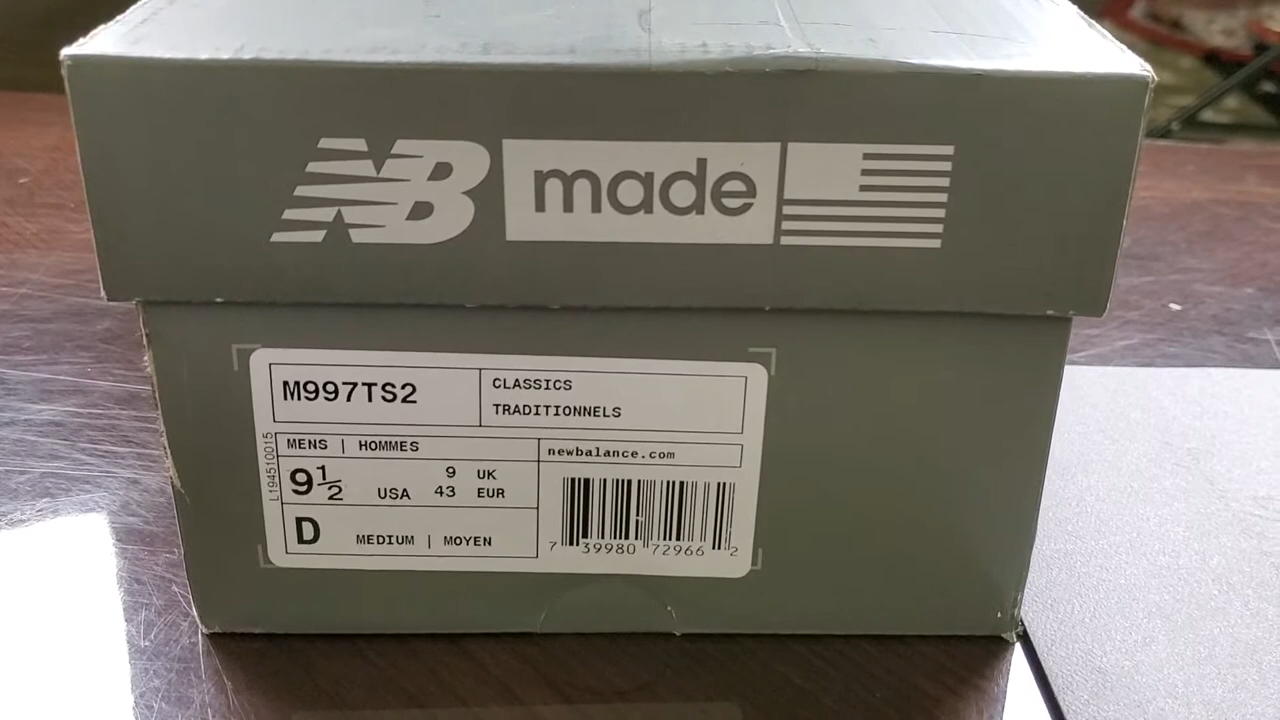 NB made
M997TS2
CLASSICS
TRADITIONNELS
L194510015
MENS | HOMMES
newbalance.com
9½ USA
9 UK
43 EUR
D MEDIUM | MOYEN
7 39980 72966 2